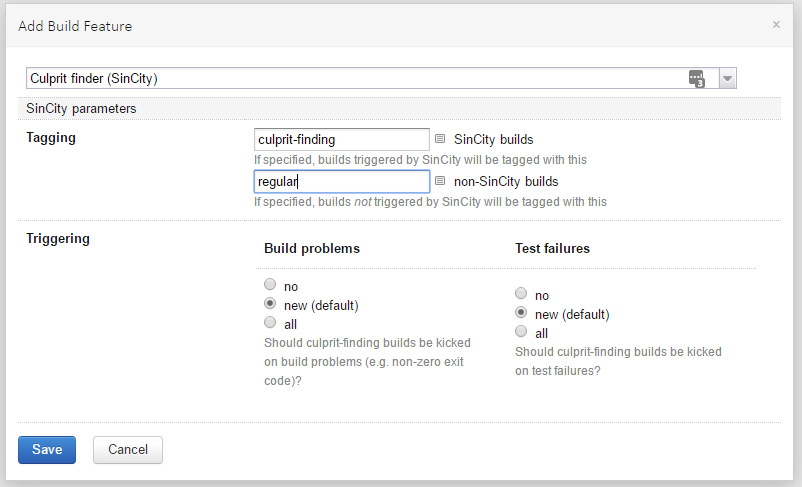 Add Build Feature ×
Culprit finder (SinCity) 3
SinCity parameters
Tagging culprit-finding SinCity builds
If specified, builds triggered by SinCity will be tagged with this
regular non-SinCity builds
If specified, builds not triggered by SinCity will be tagged with this
Triggering
Build problems
no
new (default)
all
Should culprit-finding builds be kicked
on build problems (e.g. non-zero exit
code)?
Test failures
no
new (default)
all
Should culprit-finding builds be kicked
on test failures?
Save Cancel